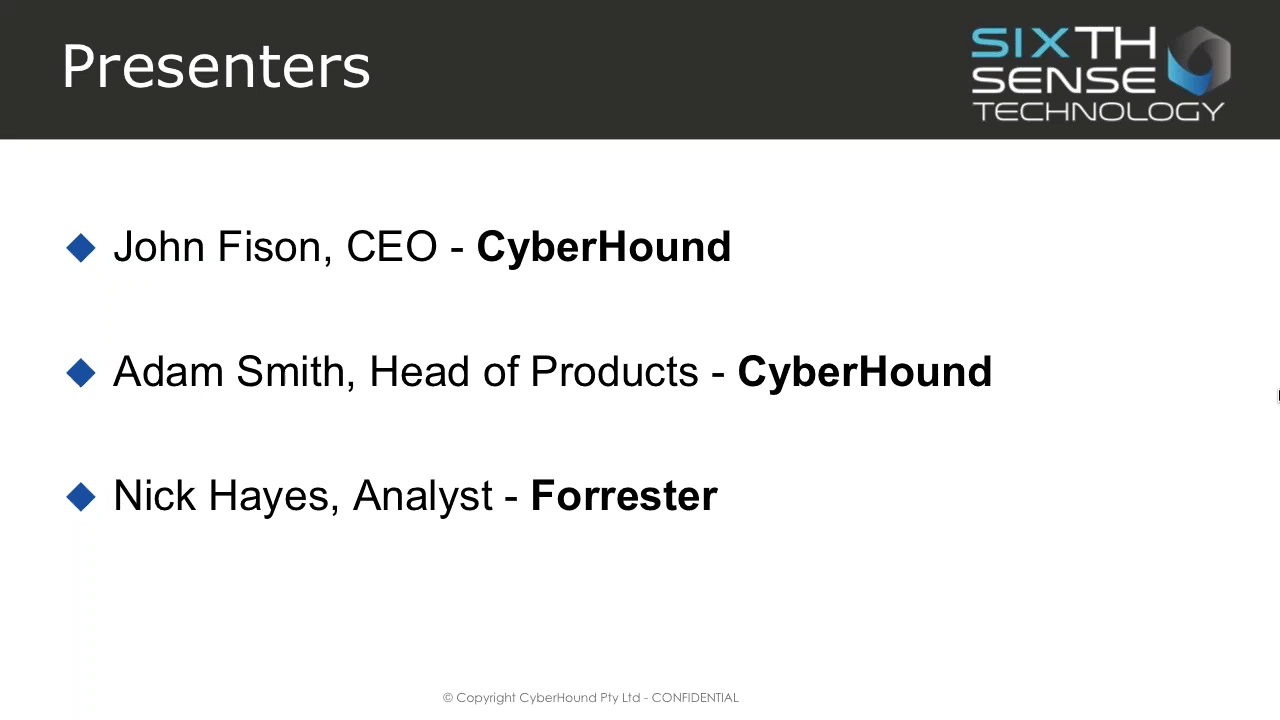 Presenters
SIXTH
SENSE
TECHNOLOGY
John Fison, CEO - CyberHound
Adam Smith, Head of Products - CyberHound
Nick Hayes, Analyst - Forrester
© Copyright CyberHound Pty Ltd - CONFIDENTIAL